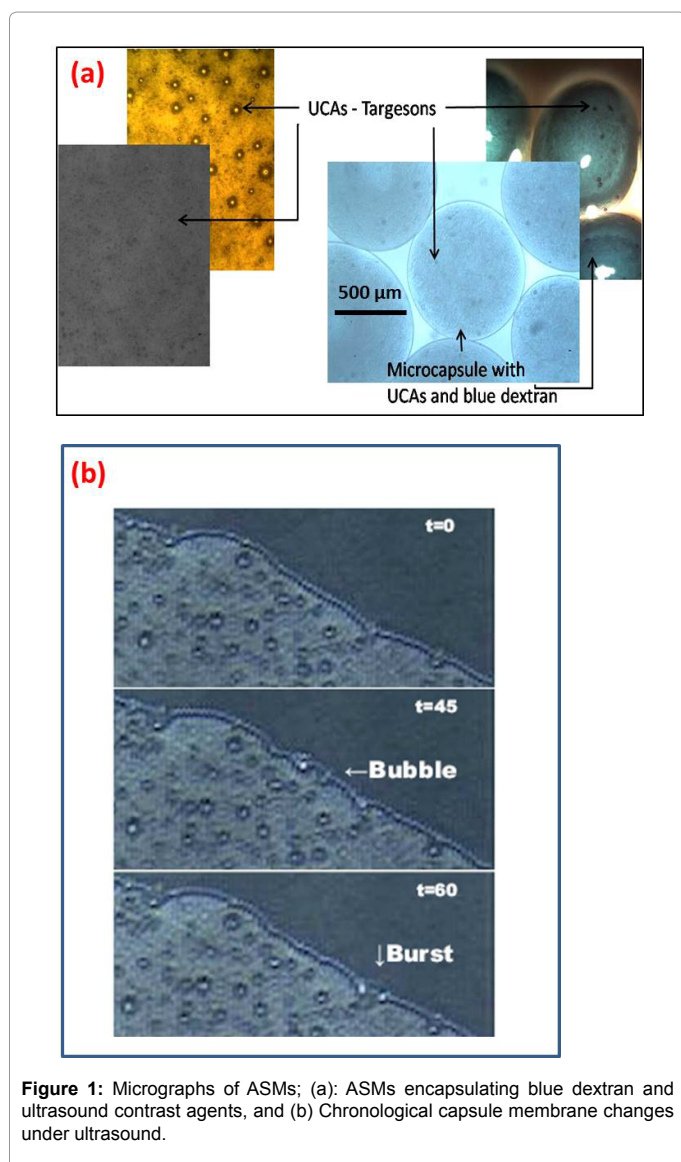 (a)
UCAs - Targesons
500 µm
Microcapsule with
UCAs and blue dextran
(b)
t=0
t=45
←Bubble
t=60
↓Burst
Figure 1: Micrographs of ASMs; (a): ASMs encapsulating blue dextran and
ultrasound contrast agents, and (b) Chronological capsule membrane changes
under ultrasound.